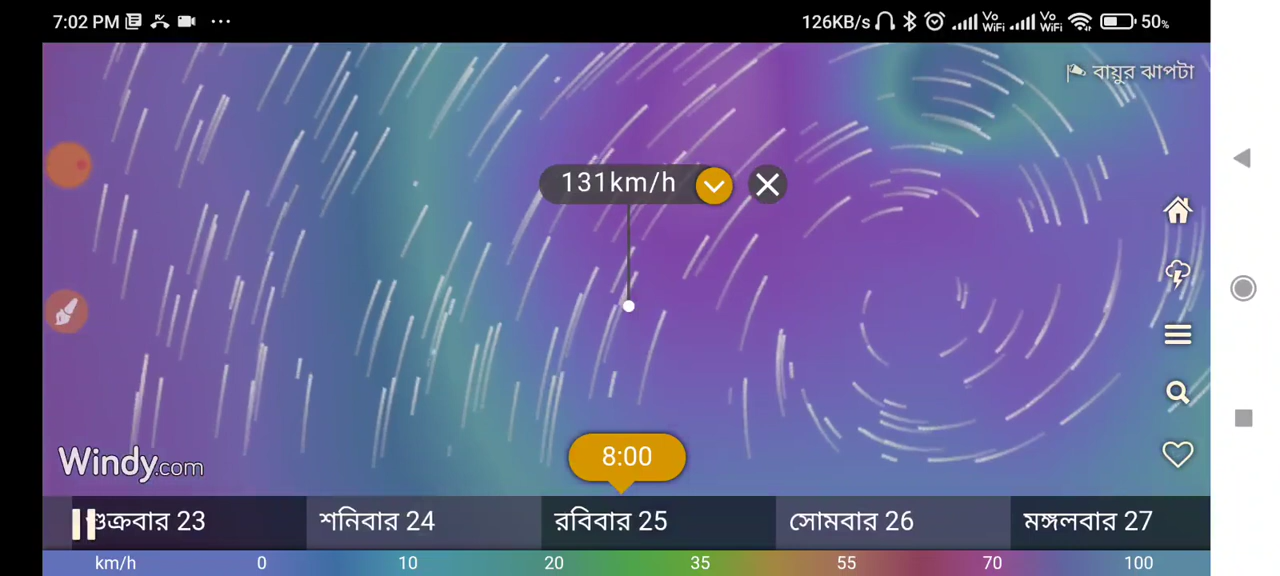 7:02 PM ... 126KB/s Vo WiFi Vo WiFi 50%
বায়ুর ঝাপটা
131km/h
Windy.com
8:00
শুক্রবার 23 শনিবার 24 রবিবার 25 সোমবার 26 মঙ্গলবার 27
km/h 0 10 20 35 55 70 100